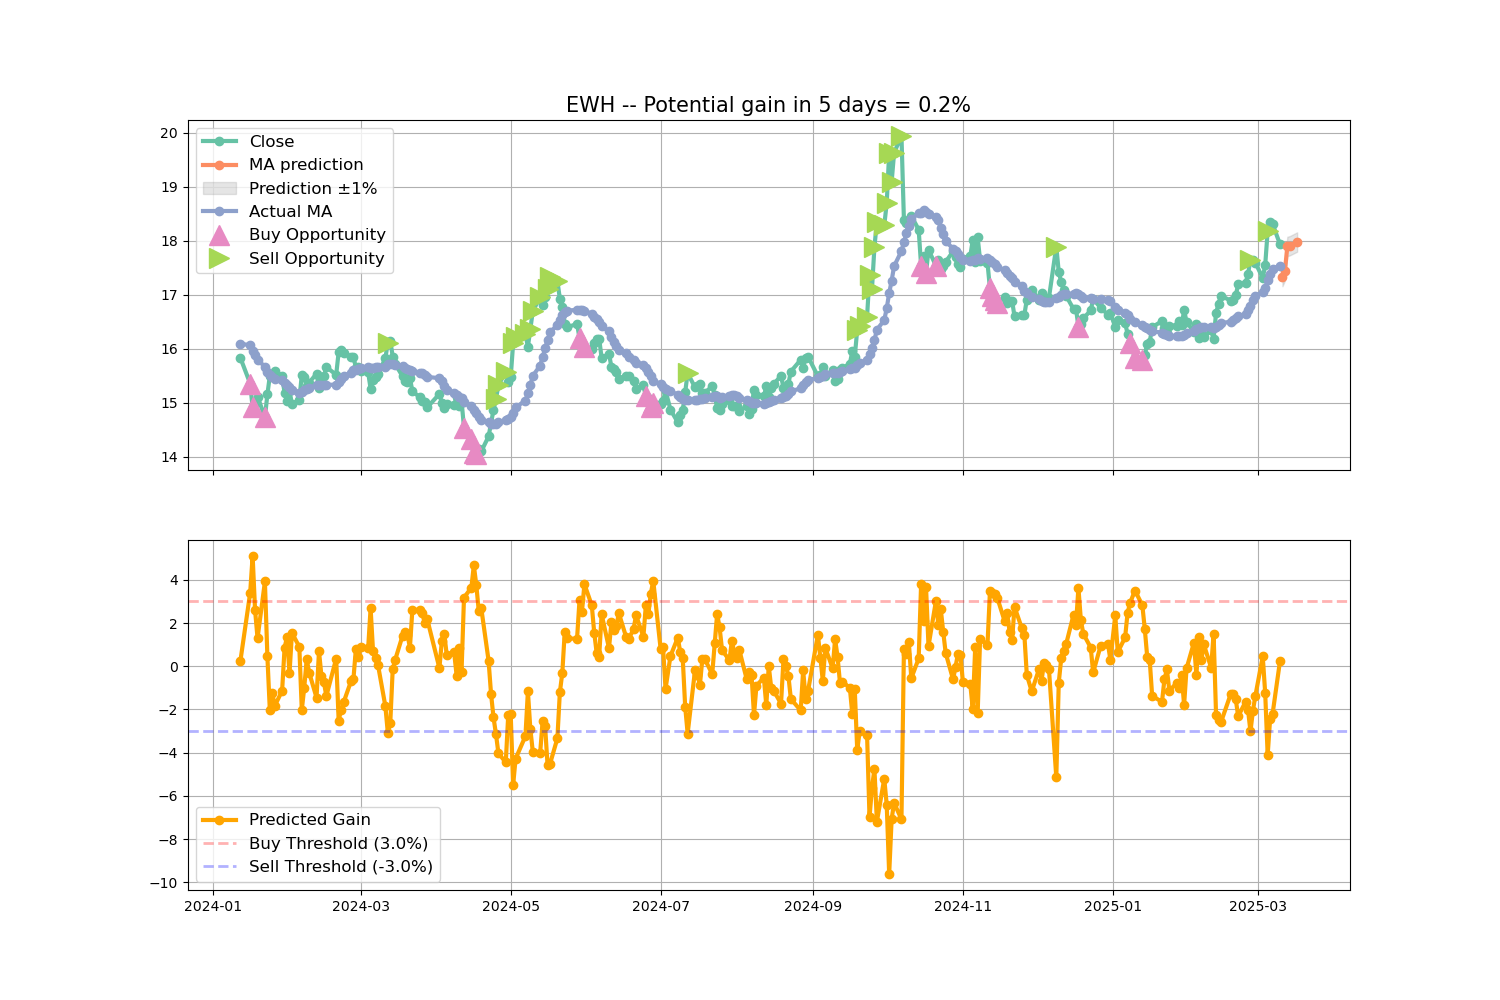 EWH -- Potential gain in 5 days = 0.2%
20
19
18
17
16
15
14
Close
MA prediction
Prediction ±1%
Actual MA
Buy Opportunity
Sell Opportunity
4
2
0
−2
−4
−6
−8
−10
Predicted Gain
Buy Threshold (3.0%)
Sell Threshold (-3.0%)
2024-01
2024-03
2024-05
2024-07
2024-09
2024-11
2025-01
2025-03